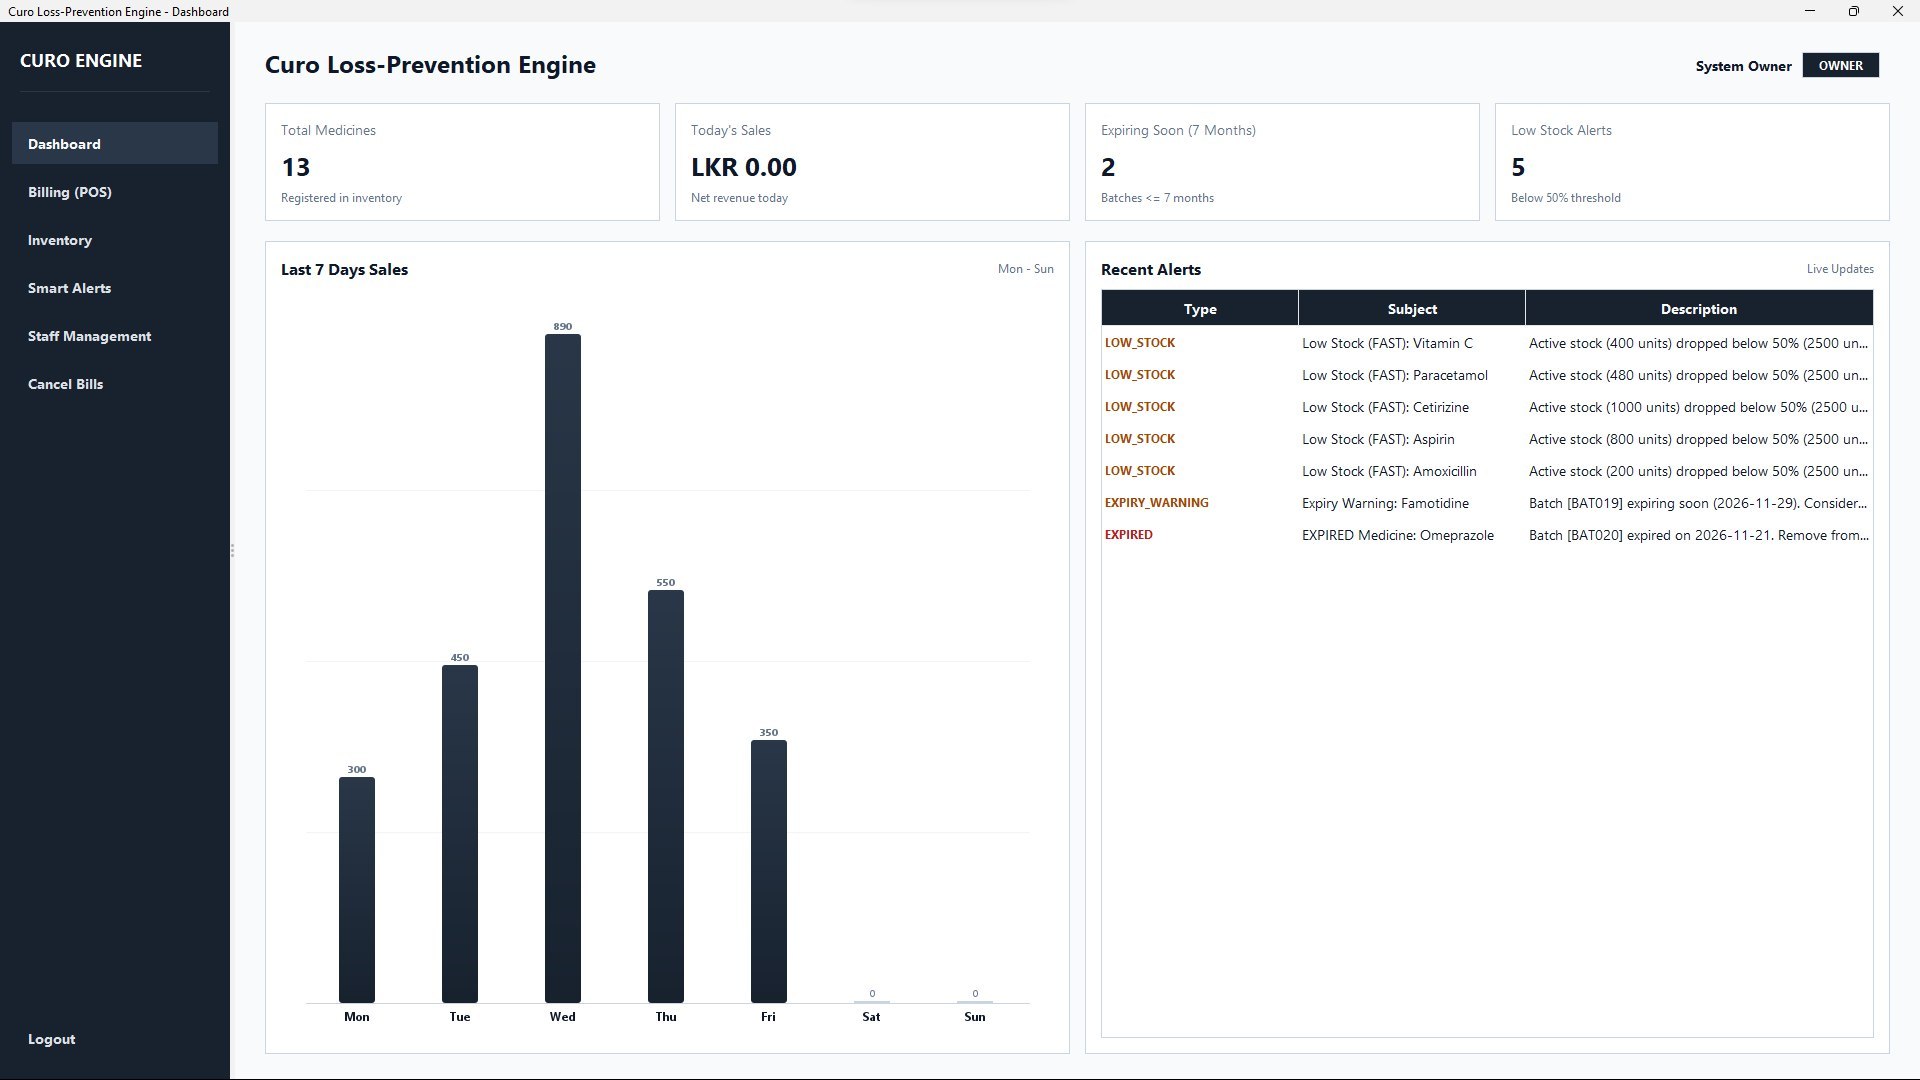 Curo Loss-Prevention Engine - Dashboard
CURO ENGINE
Dashboard
Billing (POS)
Inventory
Smart Alerts
Staff Management
Cancel Bills
Logout
Curo Loss-Prevention Engine
System Owner OWNER
Total Medicines
13
Registered in inventory
Today's Sales
LKR 0.00
Net revenue today
Expiring Soon (7 Months)
2
Batches <= 7 months
Low Stock Alerts
5
Below 50% threshold
Last 7 Days Sales Mon - Sun
300 450 890 550 350 0 0
Mon Tue Wed Thu Fri Sat Sun
Recent Alerts Live Updates
Type Subject Description
LOW_STOCK Low Stock (FAST): Vitamin C Active stock (400 units) dropped below 50% (2500 un...
LOW_STOCK Low Stock (FAST): Paracetamol Active stock (480 units) dropped below 50% (2500 un...
LOW_STOCK Low Stock (FAST): Cetirizine Active stock (1000 units) dropped below 50% (2500 u...
LOW_STOCK Low Stock (FAST): Aspirin Active stock (800 units) dropped below 50% (2500 un...
LOW_STOCK Low Stock (FAST): Amoxicillin Active stock (200 units) dropped below 50% (2500 un...
EXPIRY_WARNING Expiry Warning: Famotidine Batch [BAT019] expiring soon (2026-11-29). Consider...
EXPIRED EXPIRED Medicine: Omeprazole Batch [BAT020] expired on 2026-11-21. Remove from...